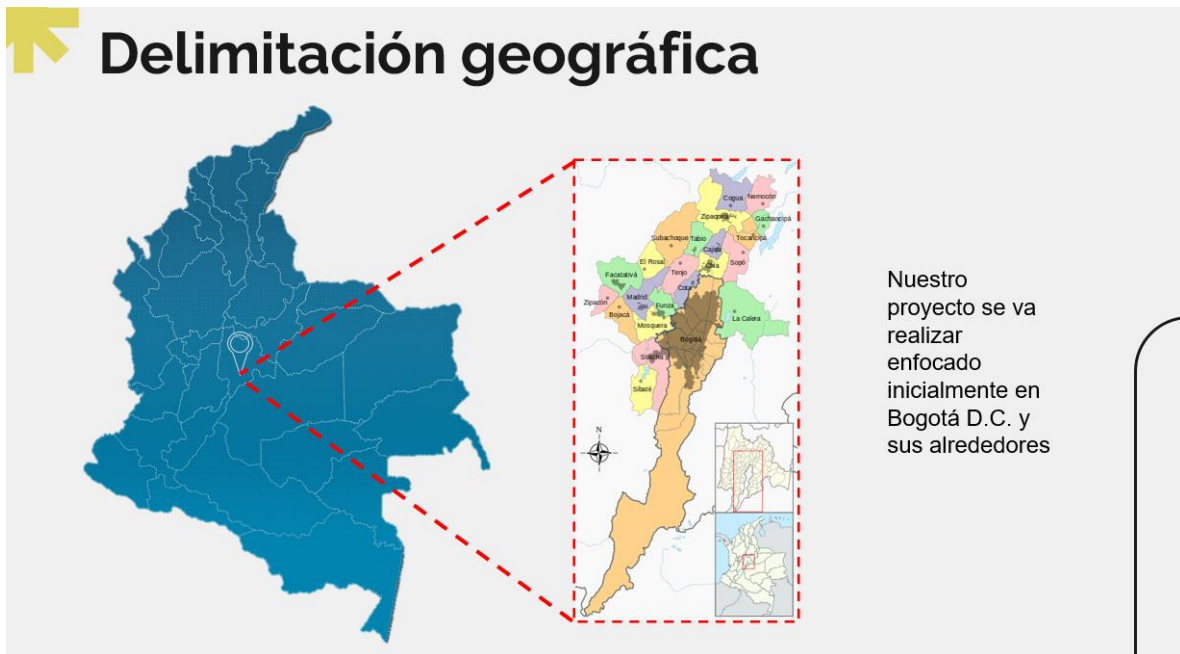 Delimitación geográfica
Cogua
Nemocón
Zipaquirá
Gachancipá
Subachoque
Tabio
Tocancipá
Cajicá
El Rosal
Chía
Sopó
Tenjo
Facatativá
Cota
Zipacón
Madrid
Funza
Bojacá
La Calera
Mosquera
Bogotá
Soacha
Sibaté
N
Nuestro
proyecto se va
realizar
enfocado
inicialmente en
Bogotá D.C. y
sus alrededores